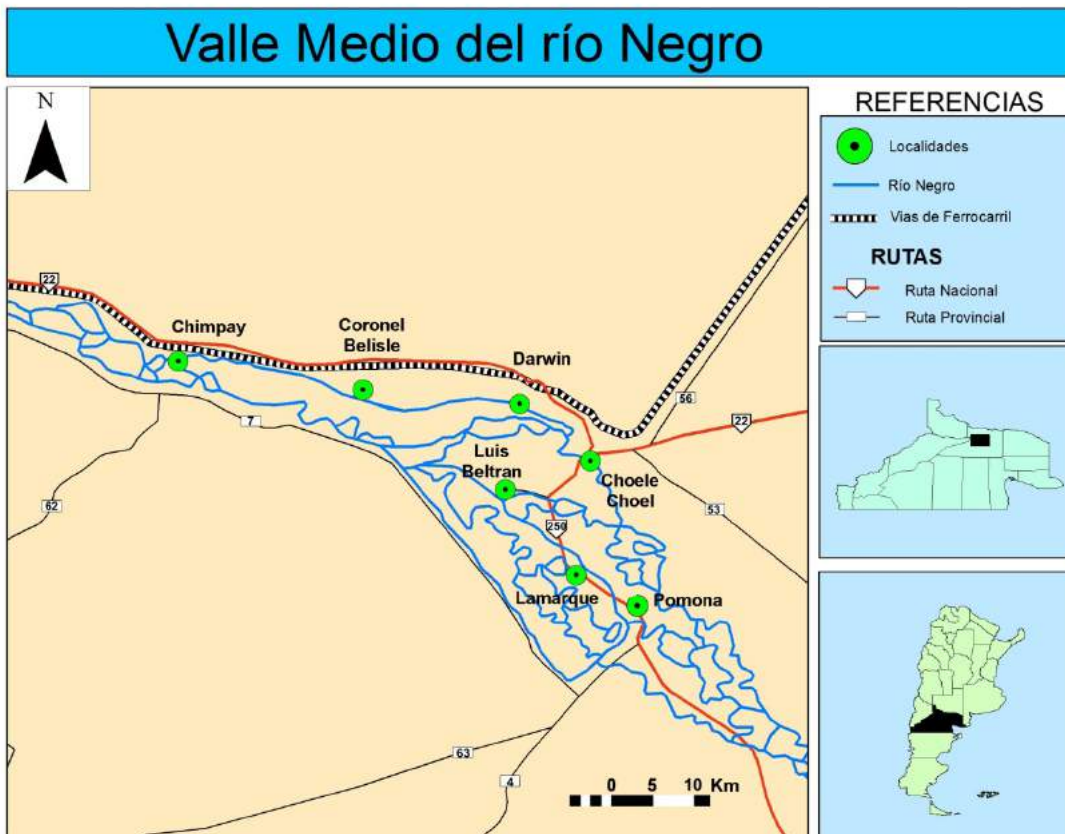 Valle Medio del río Negro
N
REFERENCIAS
Localidades
Río Negro
Vias de Ferrocarril
RUTAS
Ruta Nacional
Ruta Provincial
22
Chimpay
Coronel
Belisle
Darwin
56
22
7
Luis
Beltran
Choele
Choel
62
250
53
Lamarque
Pomona
63
4
0 5 10 Km